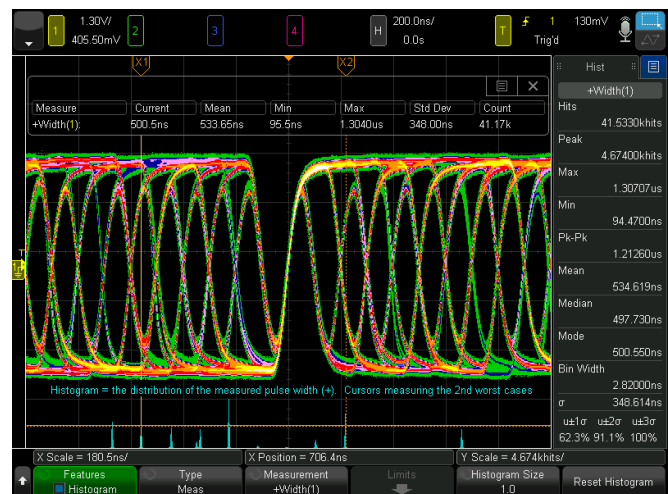 1 1.30V/ 2 3 4 H 200.0ns/ T 1 130mV
405.50mV 0.0s Trig'd
X1 X2 Hist
+Width(1)
Measure Current Mean Min Max Std Dev Count
+Width(1): 500.5ns 533.65ns 95.5ns 1.3040us 348.00ns 41.17k
Hits
41.5330khits
Peak
4.67400khits
Max
1.30707us
Min
94.4700ns
Pk-Pk
1.21260us
Mean
534.619ns
Median
497.730ns
Mode
500.550ns
Bin Width
2.82000ns
σ
348.614ns
u±1σ u±2σ u±3σ
62.3% 91.1% 100%
T
Histogram = the distribution of the measured pulse width (+). Cursors measuring the 2nd worst cases
X Scale = 180.5ns/ X Position = 706.4ns Y Scale = 4.674khits/
Features Type Measurement Limits Histogram Size Reset Histogram
Histogram Meas +Width(1) 1.0